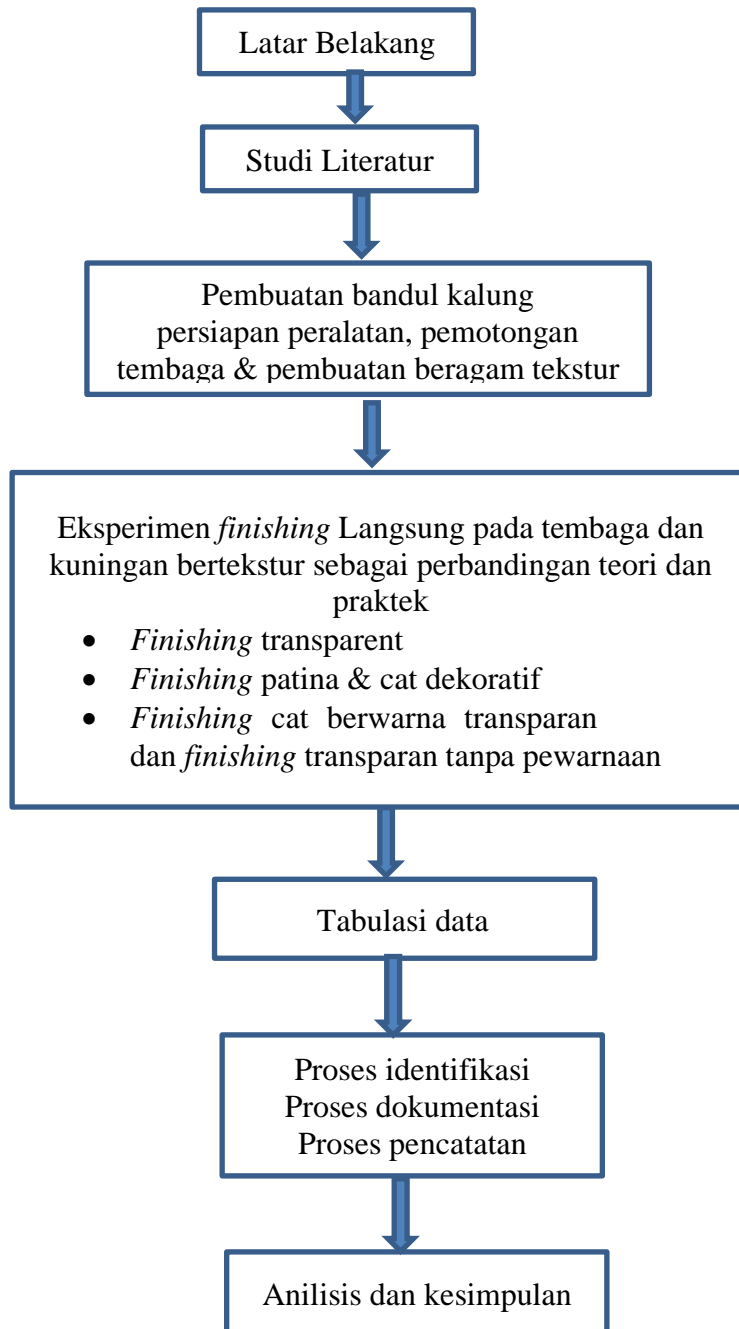 Latar Belakang
Studi Literatur
Pembuatan bandul kalung
persiapan peralatan, pemotongan
tembaga & pembuatan beragam tekstur
Eksperimen finishing Langsung pada tembaga dan
kuningan bertekstur sebagai perbandingan teori dan
praktek
• Finishing transparent
• Finishing patina & cat dekoratif
• Finishing cat berwarna transparan
dan finishing transparan tanpa pewarnaan
Tabulasi data
Proses identifikasi
Proses dokumentasi
Proses pencatatan
Anilisis dan kesimpulan